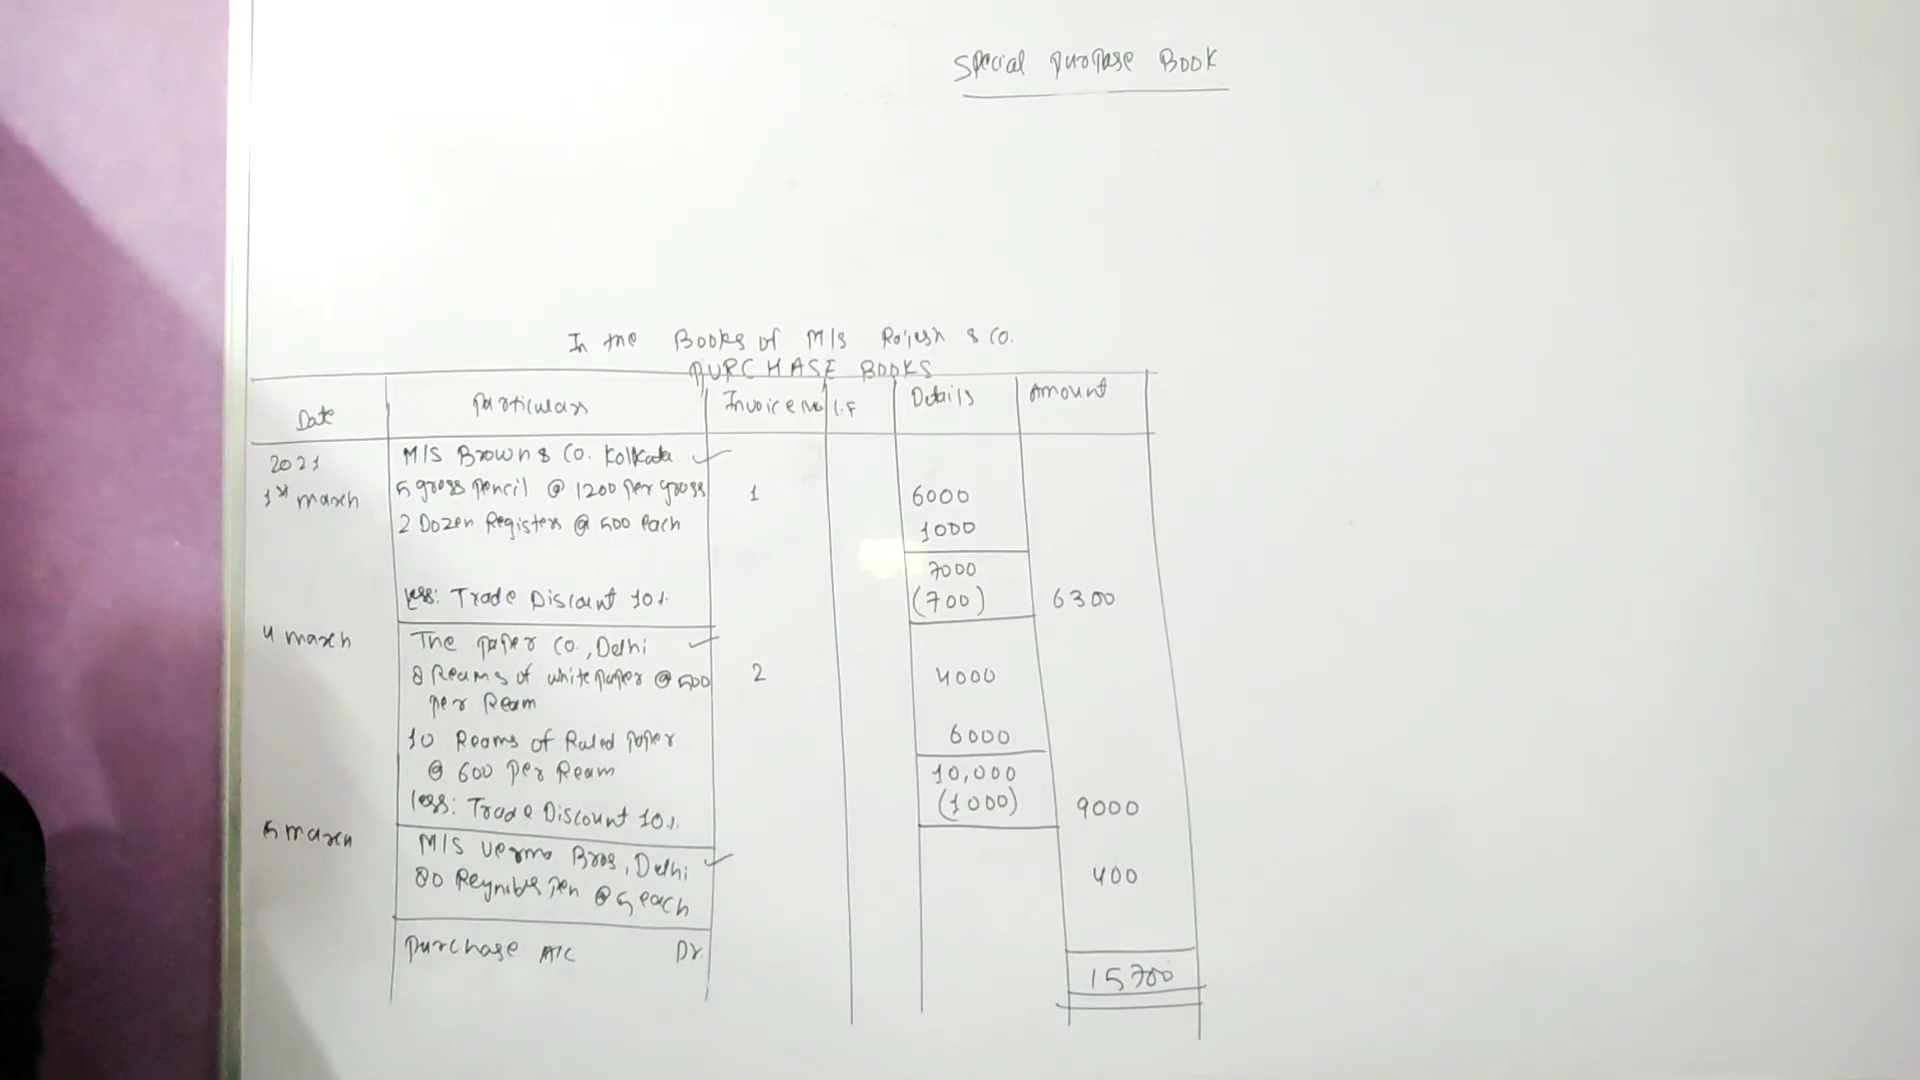 Special Purpose Book
In the Books of M/S Rajesh & Co.
PURCHASE BOOKS
Date Particulars Invoice No L.F Details Amount
2021 M/S Brown & Co. Kolkata ✓
1st march 5 gross pencil @ 1200 per gross 1 6000
2 Dozen Registers @ 500 each 1000
7000
less: Trade Discount 10% (700) 6300
4 march The paper Co., Delhi ✓
8 Reams of white paper @ 500 2 4000
per Ream
10 Reams of Ruled paper 6000
@ 600 per Ream 10,000
less: Trade Discount 10% (1000) 9000
5 march M/S Verma Bros, Delhi ✓
80 pen @ 5 each 400
Purchase A/C Dr. 15700